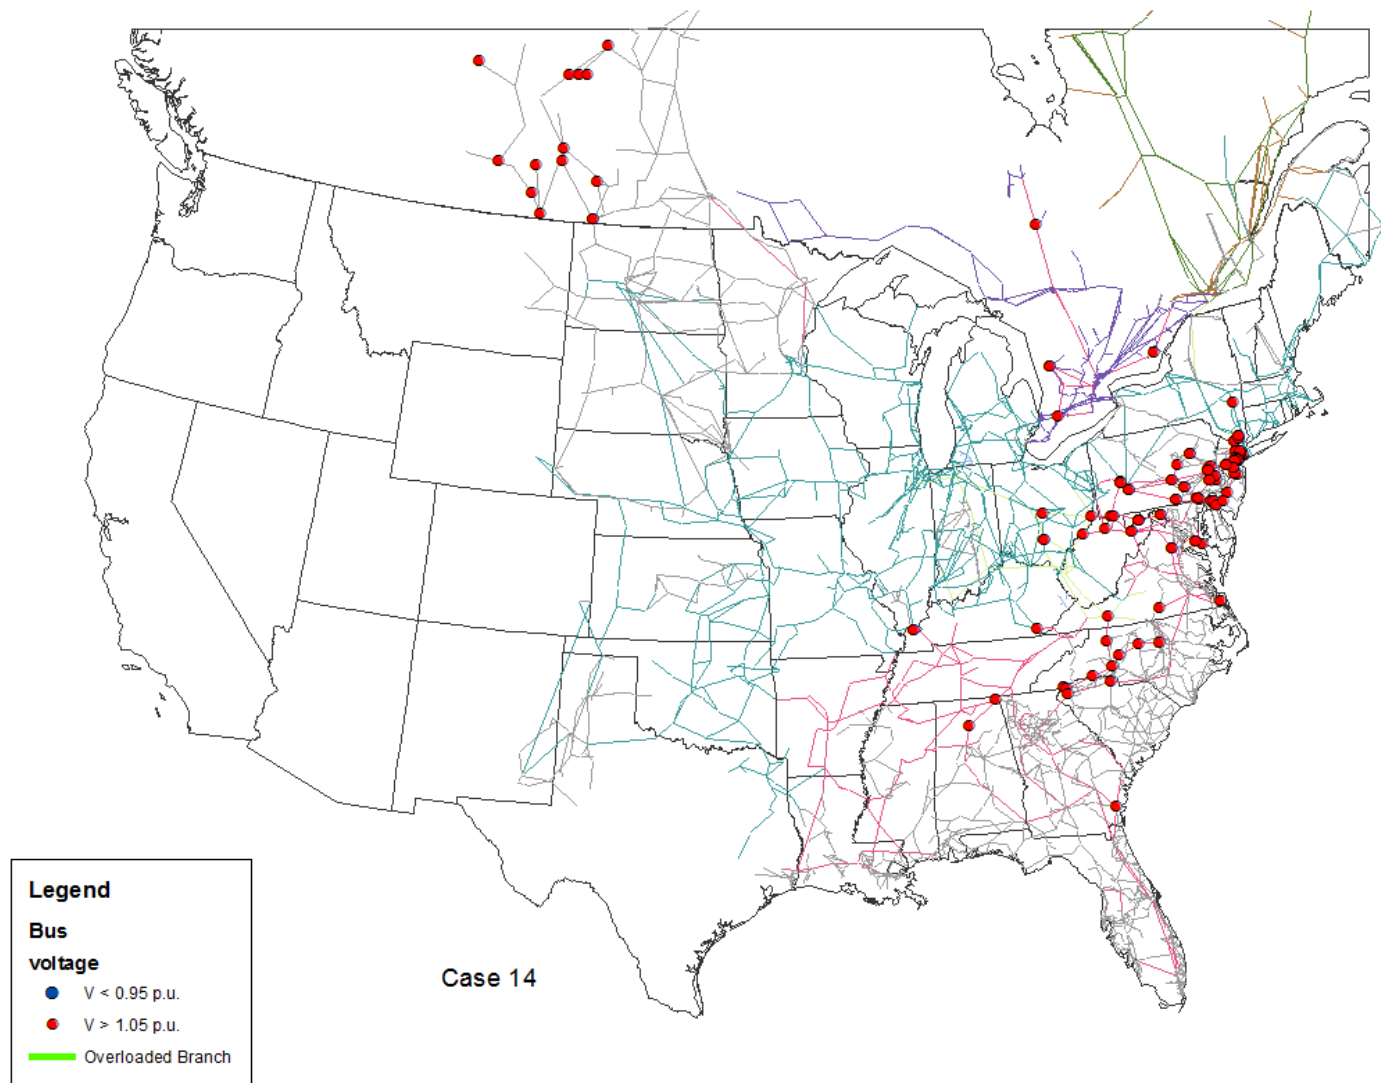 Case 14
Legend
Bus
voltage
V < 0.95 p.u.
V > 1.05 p.u.
Overloaded Branch